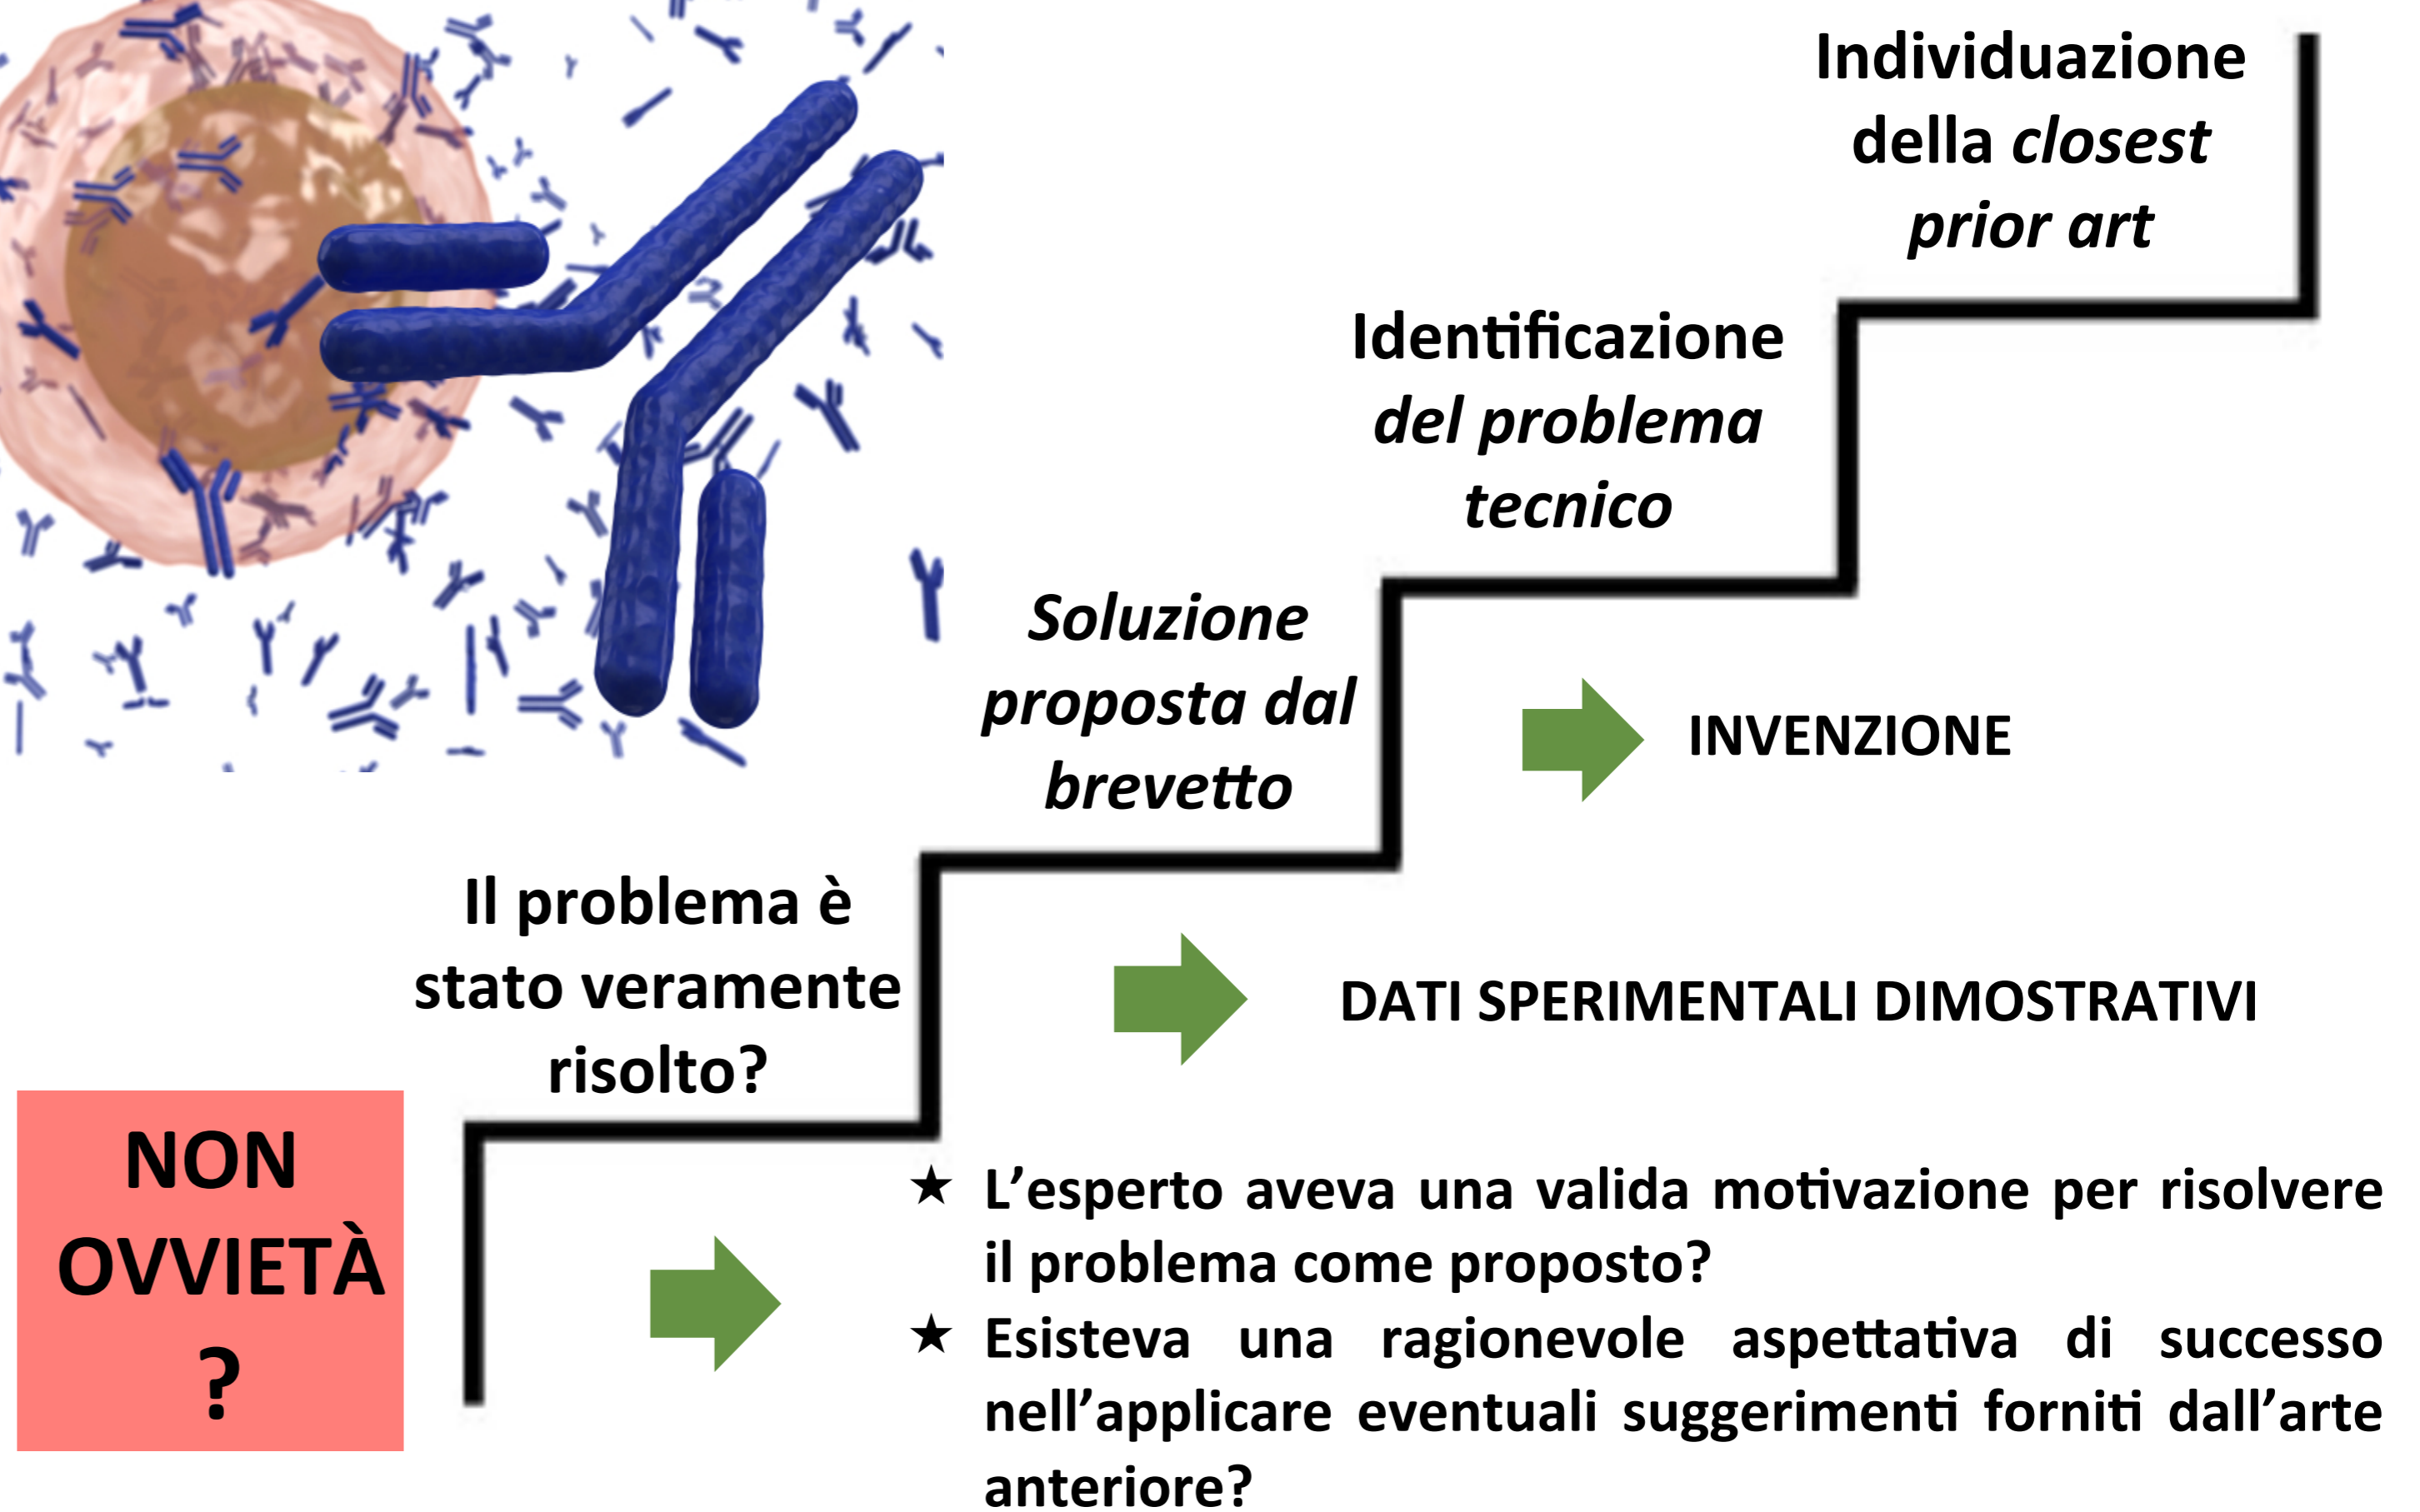 Individuazione
della closest
prior art
Identificazione
del problema
tecnico
Soluzione
proposta dal
brevetto
INVENZIONE
Il problema è
stato veramente
risolto?
DATI SPERIMENTALI DIMOSTRATIVI
NON
OVVIETÀ
?
★ L’esperto aveva una valida motivazione per risolvere
il problema come proposto?
★ Esisteva una ragionevole aspettativa di successo
nell’applicare eventuali suggerimenti forniti dall’arte
anteriore?